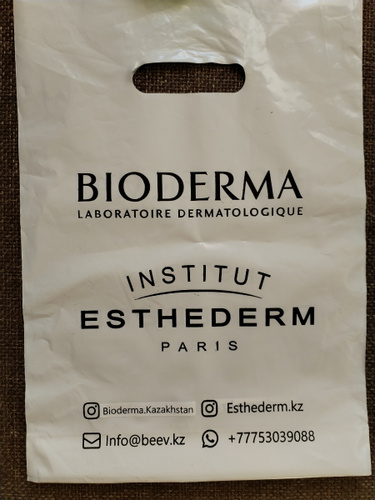 BIODERMA
LABORATOIRE DERMATOLOGIQUE
INSTITUT
ESTHEDERM
PARIS
Bioderma.Kazakhstan Esthederm.kz
Info@beev.kz +77753039088